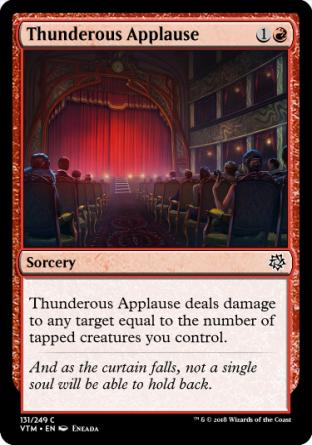 Thunderous Applause 1
Sorcery
Thunderous Applause deals damage
to any target equal to the number of
tapped creatures you control.
And as the curtain falls, not a single
soul will be able to hold back.
131/249 C
VTM • EN Eneada
™ & © 2018 Wizards of the Coast